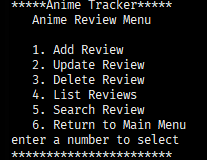 *****Anime Tracker*****
Anime Review Menu
1. Add Review
2. Update Review
3. Delete Review
4. List Reviews
5. Search Review
6. Return to Main Menu
enter a number to select
***********************